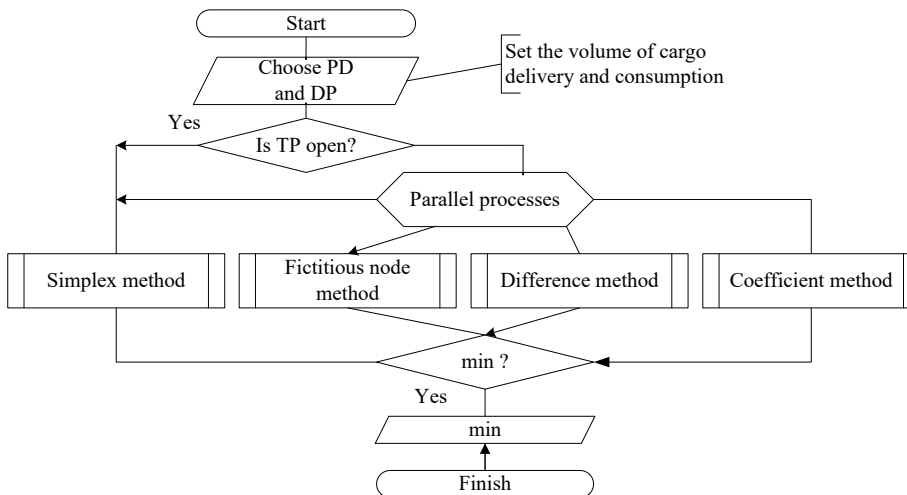 Start
Choose PD
and DP
Set the volume of cargo
delivery and consumption
Yes
Is TP open?
Parallel processes
Simplex method
Fictitious node
method
Difference method
Coefficient method
min ?
Yes
min
Finish